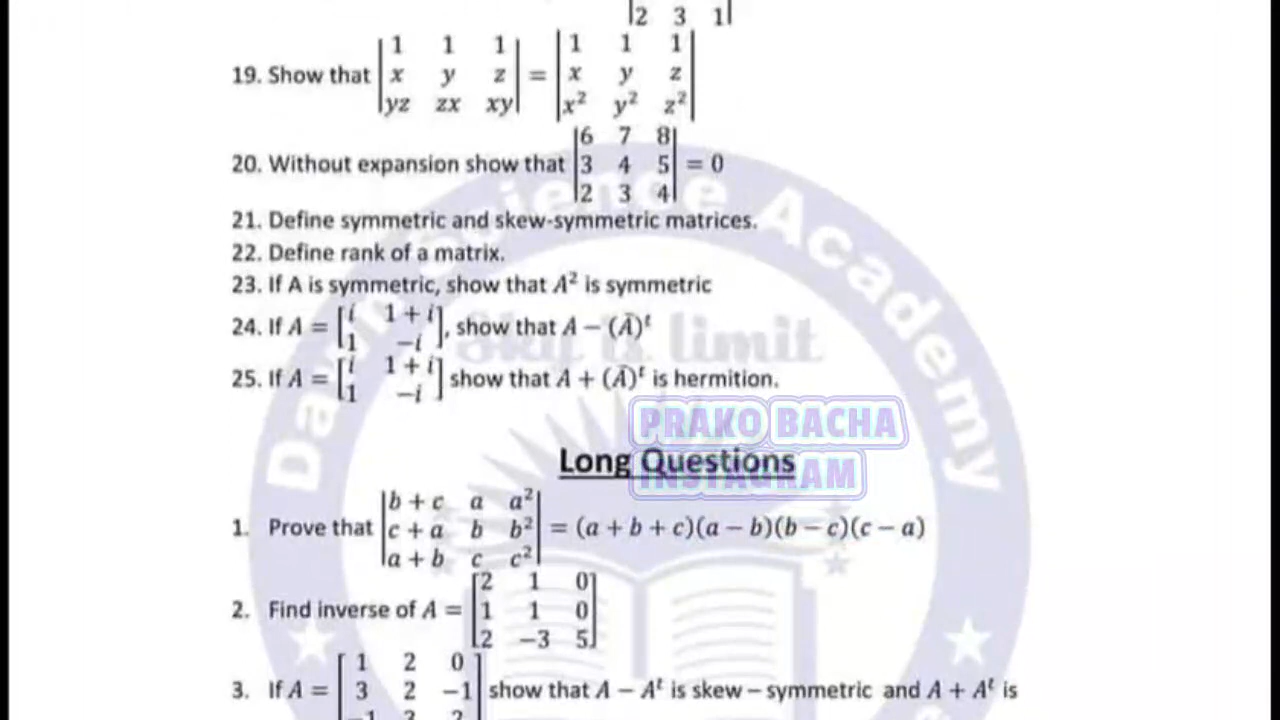 |2 3 1|
19. Show that |1 1 1| = |1 1 1|
|x y z| |x y z|
|yz zx xy| |x² y² z²|
20. Without expansion show that |6 7 8| = 0
|3 4 5|
|2 3 4|
21. Define symmetric and skew-symmetric matrices.
22. Define rank of a matrix.
23. If A is symmetric, show that A² is symmetric
24. If A = [i 1 + i], show that A − (Ā)ᵗ
[1 −i]
25. If A = [i 1 + i] show that A + (Ā)ᵗ is hermition.
[1 −i]
PRAKO BACHA
INSTAGRAM
Long Questions
1. Prove that |b + c a a²| = (a + b + c)(a − b)(b − c)(c − a)
|c + a b b²|
|a + b c c²|
2. Find inverse of A = [2 1 0]
[1 1 0]
[2 −3 5]
3. If A = [1 2 0] show that A − Aᵗ is skew − symmetric and A + Aᵗ is
[3 2 −1]
Science Academy
Sky is limit